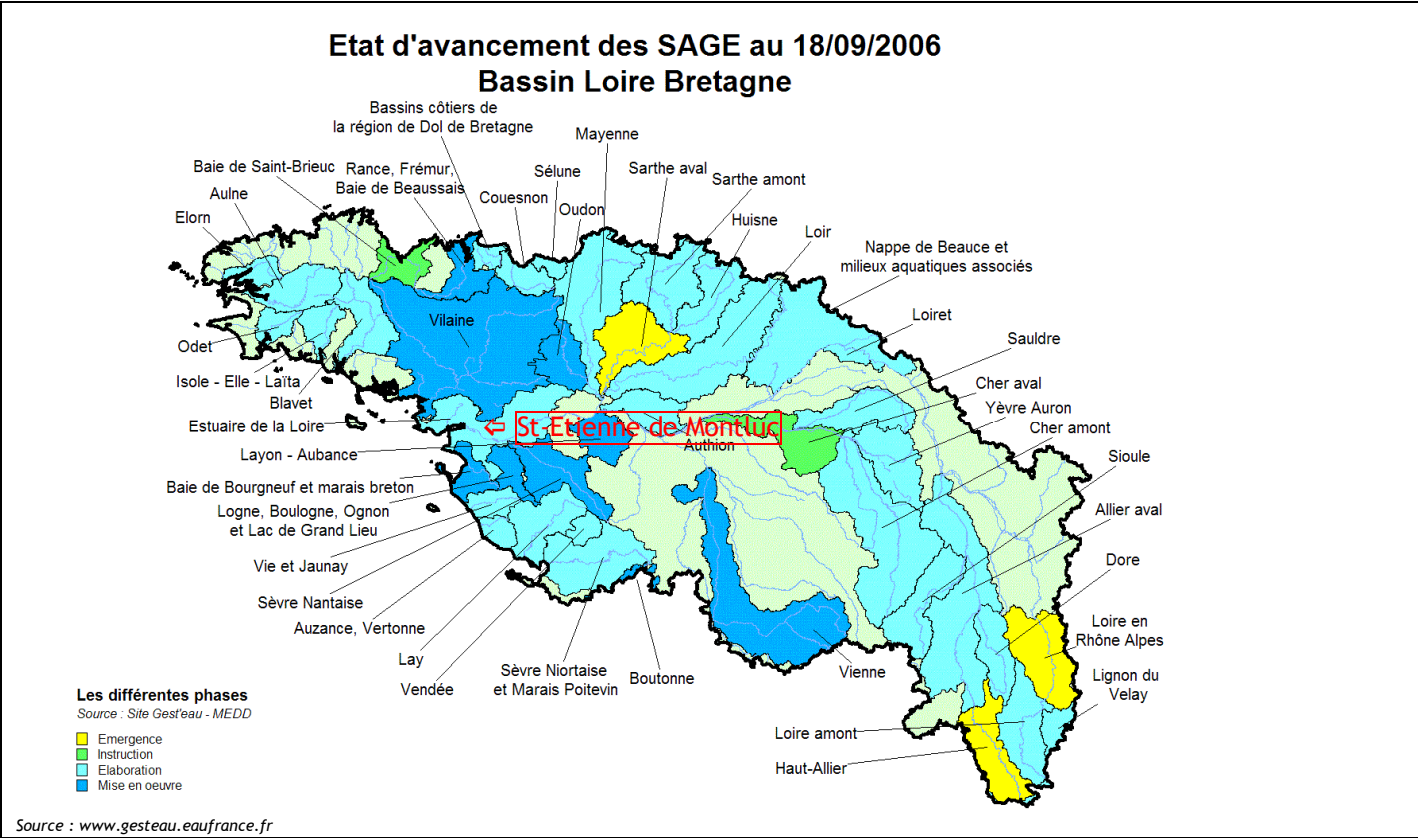 Etat d'avancement des SAGE au 18/09/2006
Bassin Loire Bretagne
Bassins côtiers de
la région de Dol de Bretagne
Mayenne
Baie de Saint-Brieuc
Rance, Frémur,
Baie de Beaussais
Sélune
Sarthe aval
Sarthe amont
Aulne
Couesnon
Oudon
Elorn
Huisne
Loir
Nappe de Beauce et
milieux aquatiques associés
Vilaine
Loiret
Sauldre
Odet
Isole - Elle - Laïta
Blavet
Cher aval
Yèvre Auron
Cher amont
Estuaire de la Loire
⇦ St-Etienne de Montluc
Authion
Layon - Aubance
Sioule
Baie de Bourgneuf et marais breton
Logne, Boulogne, Ognon
et Lac de Grand Lieu
Allier aval
Vie et Jaunay
Dore
Sèvre Nantaise
Auzance, Vertonne
Loire en
Rhône Alpes
Lay
Vendée
Sèvre Niortaise
et Marais Poitevin
Boutonne
Vienne
Lignon du
Velay
Loire amont
Haut-Allier
Les différentes phases
Source : Site Gest'eau - MEDD
Emergence
Instruction
Elaboration
Mise en oeuvre
Source : www.gesteau.eaufrance.fr